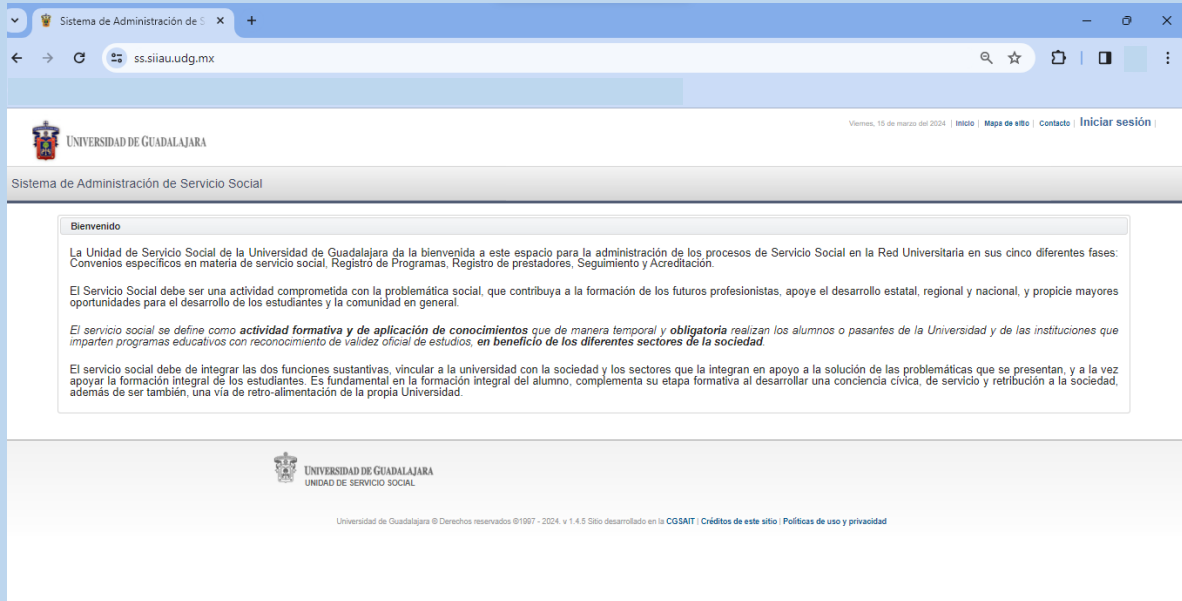 Sistema de Administración de S
ss.siiau.udg.mx
Viernes, 15 de marzo del 2024 | Inicio | Mapa de sitio | Contacto | Iniciar sesión |
UNIVERSIDAD DE GUADALAJARA
Sistema de Administración de Servicio Social
Bienvenido
La Unidad de Servicio Social de la Universidad de Guadalajara da la bienvenida a este espacio para la administración de los procesos de Servicio Social en la Red Universitaria en sus cinco diferentes fases:
Convenios específicos en materia de servicio social, Registro de Programas, Registro de prestadores, Seguimiento y Acreditación.
El Servicio Social debe ser una actividad comprometida con la problemática social, que contribuya a la formación de los futuros profesionistas, apoye el desarrollo estatal, regional y nacional, y propicie mayores
oportunidades para el desarrollo de los estudiantes y la comunidad en general.
El servicio social se define como actividad formativa y de aplicación de conocimientos que de manera temporal y obligatoria realizan los alumnos o pasantes de la Universidad y de las instituciones que
imparten programas educativos con reconocimiento de validez oficial de estudios, en beneficio de los diferentes sectores de la sociedad.
El servicio social debe de integrar las dos funciones sustantivas, vincular a la universidad con la sociedad y los sectores que la integran en apoyo a la solución de las problemáticas que se presentan, y a la vez
apoyar la formación integral de los estudiantes. Es fundamental en la formación integral del alumno, complementa su etapa formativa al desarrollar una conciencia cívica, de servicio y retribución a la sociedad,
además de ser también, una vía de retro-alimentación de la propia Universidad.
UNIVERSIDAD DE GUADALAJARA
UNIDAD DE SERVICIO SOCIAL
Universidad de Guadalajara © Derechos reservados ©1997 - 2024. v 1.4.5 Sitio desarrollado en la CGSAIT | Créditos de este sitio | Políticas de uso y privacidad